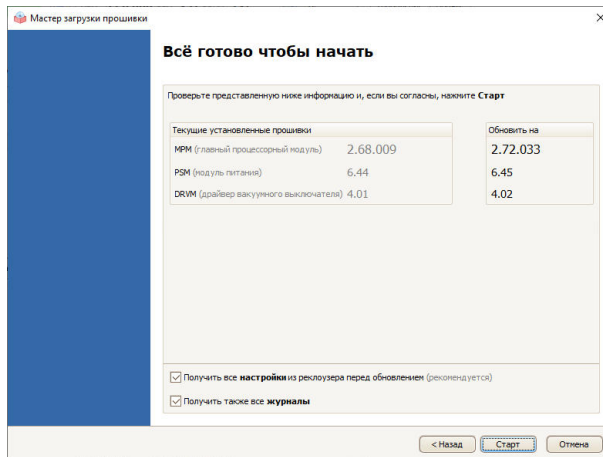 Мастер загрузки прошивки
Всё готово чтобы начать
Проверьте представленную ниже информацию и, если вы согласны, нажмите Старт
Текущие установленные прошивки
Обновить на
MPM (главный процессорный модуль) 2.68.009
2.72.033
PSM (модуль питания) 6.44
6.45
DRVM (драйвер вакуумного выключателя) 4.01
4.02
Получить все настройки из реклоузера перед обновлением (рекомендуется)
Получить также все журналы
< Назад
Старт
Отмена